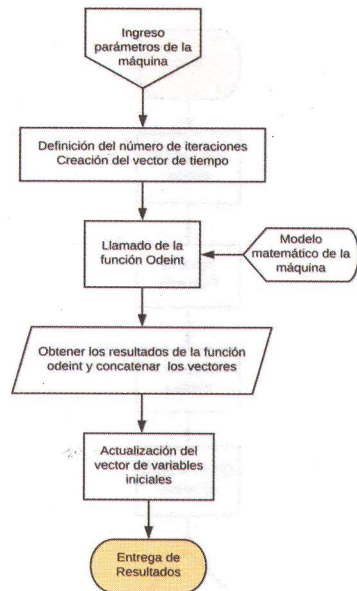 Ingreso
parámetros de la
máquina
Definición del número de iteraciones
Creación del vector de tiempo
Llamado de la
función Odeint
Modelo
matemático de la
máquina
Obtener los resultados de la función
odeint y concatenar los vectores
Actualización del
vector de variables
iniciales
Entrega de
Resultados